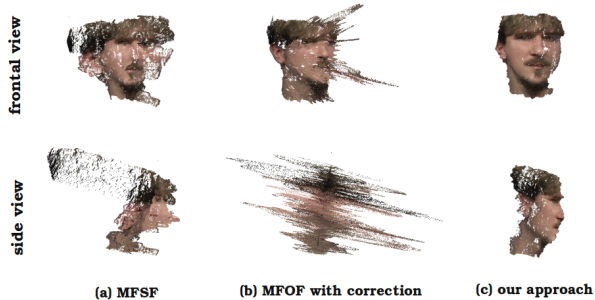 frontal view
side view
(a) MFSF
(b) MFOF with correction
(c) our approach